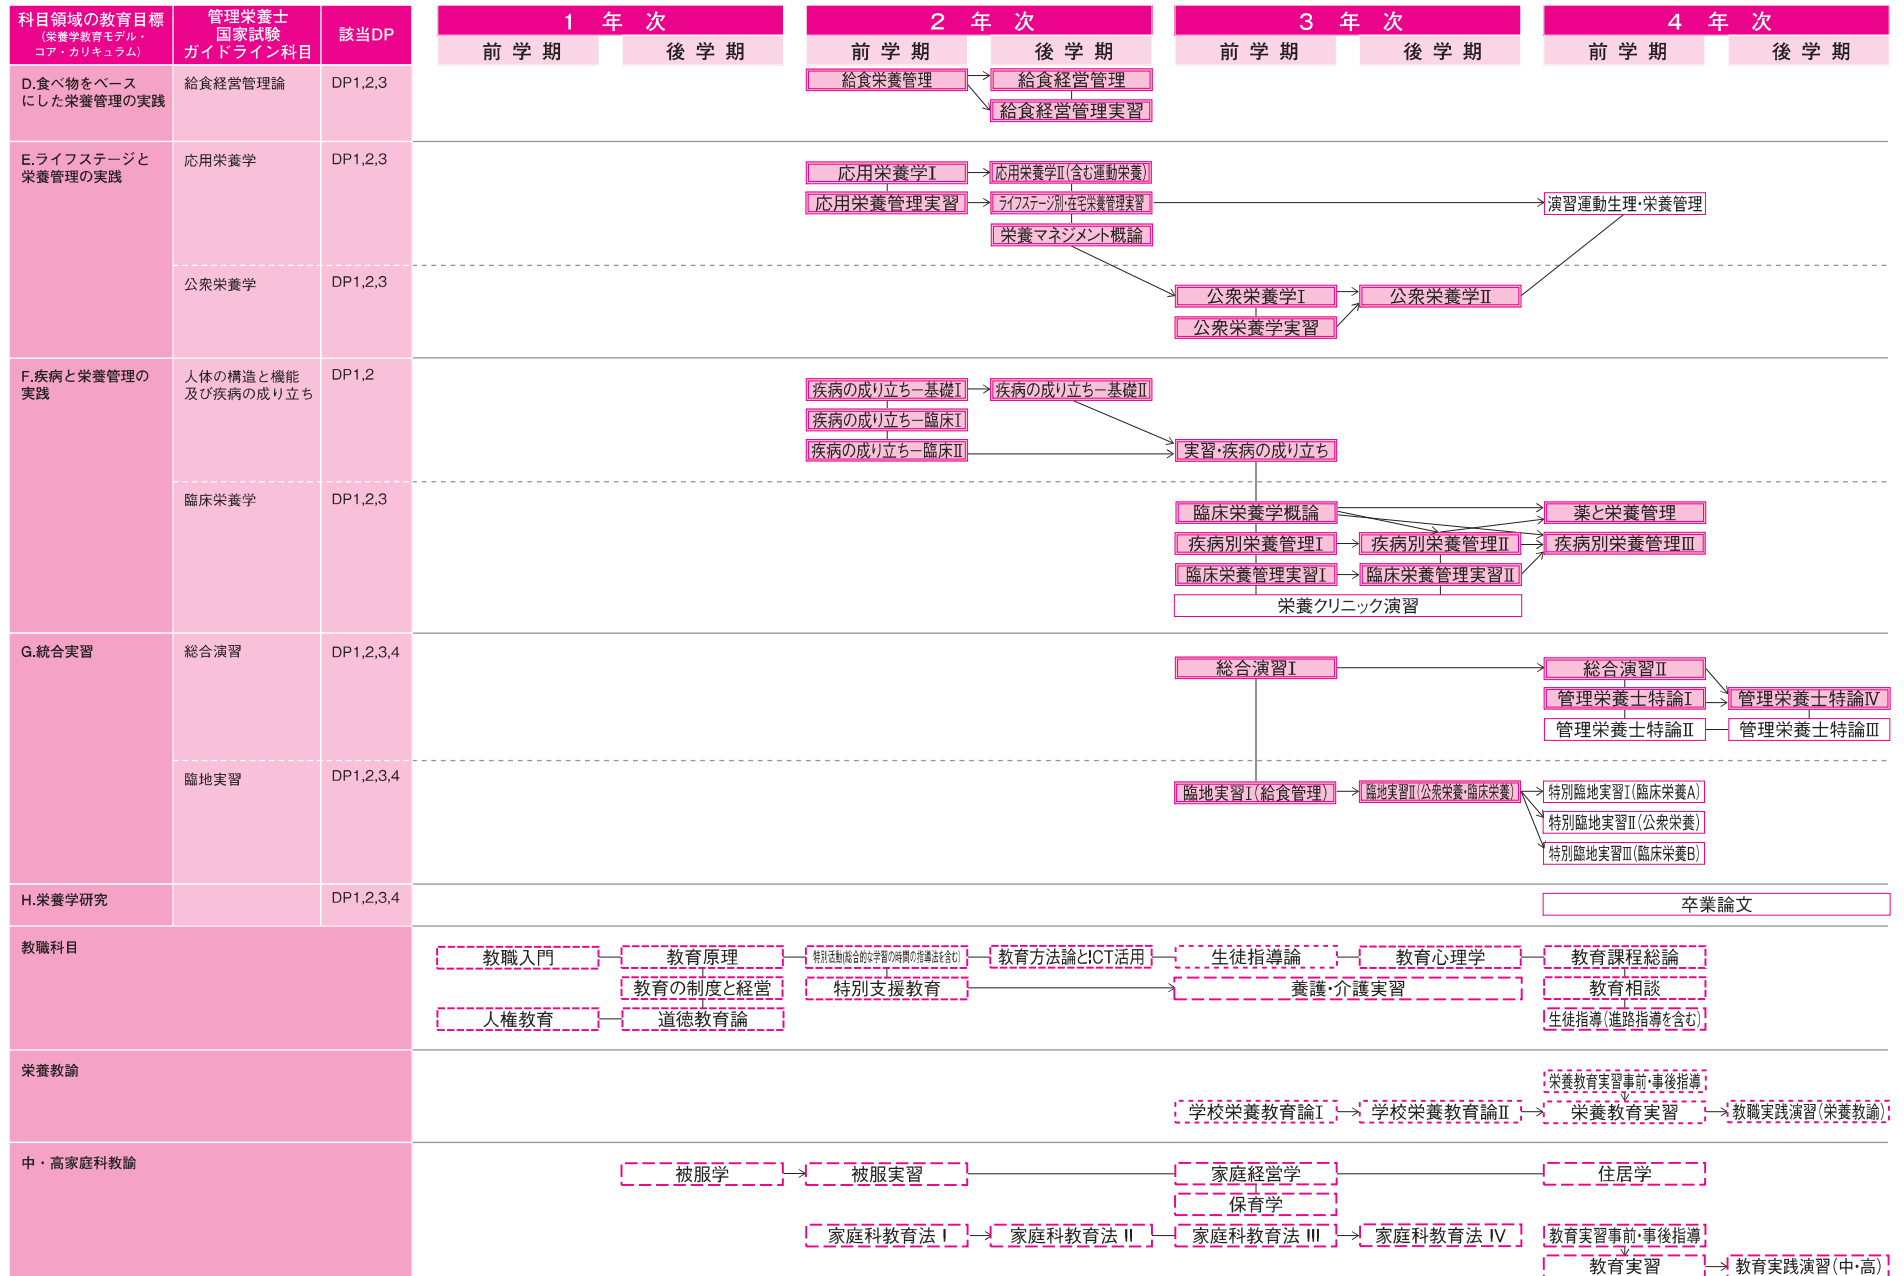 科目領域の教育目標
（栄養学教育モデル・
コア・カリキュラム）
管理栄養士
国家試験
ガイドライン科目
該当DP
1 年 次
2 年 次
3 年 次
4 年 次
前 学 期
後 学 期
前 学 期
後 学 期
前 学 期
後 学 期
前 学 期
後 学 期
D.食べ物をベース
にした栄養管理の実践
給食経営管理論
DP1,2,3
給食栄養管理
給食経営管理
給食経営管理実習
E.ライフステージと
栄養管理の実践
応用栄養学
DP1,2,3
応用栄養学Ⅰ
応用栄養学Ⅱ(含む運動栄養)
応用栄養管理実習
ライフステージ別・在宅栄養管理実習
演習運動生理・栄養管理
栄養マネジメント概論
公衆栄養学
DP1,2,3
公衆栄養学Ⅰ
公衆栄養学Ⅱ
公衆栄養学実習
F.疾病と栄養管理の
実践
人体の構造と機能
及び疾病の成り立ち
DP1,2
疾病の成り立ちー基礎Ⅰ
疾病の成り立ちー基礎Ⅱ
疾病の成り立ちー臨床Ⅰ
疾病の成り立ちー臨床Ⅱ
実習・疾病の成り立ち
臨床栄養学
DP1,2,3
臨床栄養学概論
薬と栄養管理
疾病別栄養管理Ⅰ
疾病別栄養管理Ⅱ
疾病別栄養管理Ⅲ
臨床栄養管理実習Ⅰ
臨床栄養管理実習Ⅱ
栄養クリニック演習
G.統合実習
総合演習
DP1,2,3,4
総合演習Ⅰ
総合演習Ⅱ
管理栄養士特論Ⅰ
管理栄養士特論Ⅳ
管理栄養士特論Ⅱ
管理栄養士特論Ⅲ
臨地実習
DP1,2,3,4
臨地実習Ⅰ(給食管理)
臨地実習Ⅱ(公衆栄養・臨床栄養)
特別臨地実習Ⅰ(臨床栄養A)
特別臨地実習Ⅱ(公衆栄養)
特別臨地実習Ⅲ(臨床栄養B)
H.栄養学研究
DP1,2,3,4
卒業論文
教職科目
教職入門
教育原理
特別活動(総合的な学習の時間の指導法を含む)
教育方法論とICT活用
生徒指導論
教育心理学
教育課程総論
教育の制度と経営
特別支援教育
養護・介護実習
教育相談
人権教育
道徳教育論
生徒指導(進路指導を含む)
栄養教諭
栄養教育実習事前・事後指導
学校栄養教育論Ⅰ
学校栄養教育論Ⅱ
栄養教育実習
教職実践演習(栄養教諭)
中・高家庭科教諭
被服学
被服実習
家庭経営学
住居学
保育学
家庭科教育法 Ⅰ
家庭科教育法 Ⅱ
家庭科教育法 Ⅲ
家庭科教育法 Ⅳ
教育実習事前・事後指導
教育実習
教育実践演習(中・高)